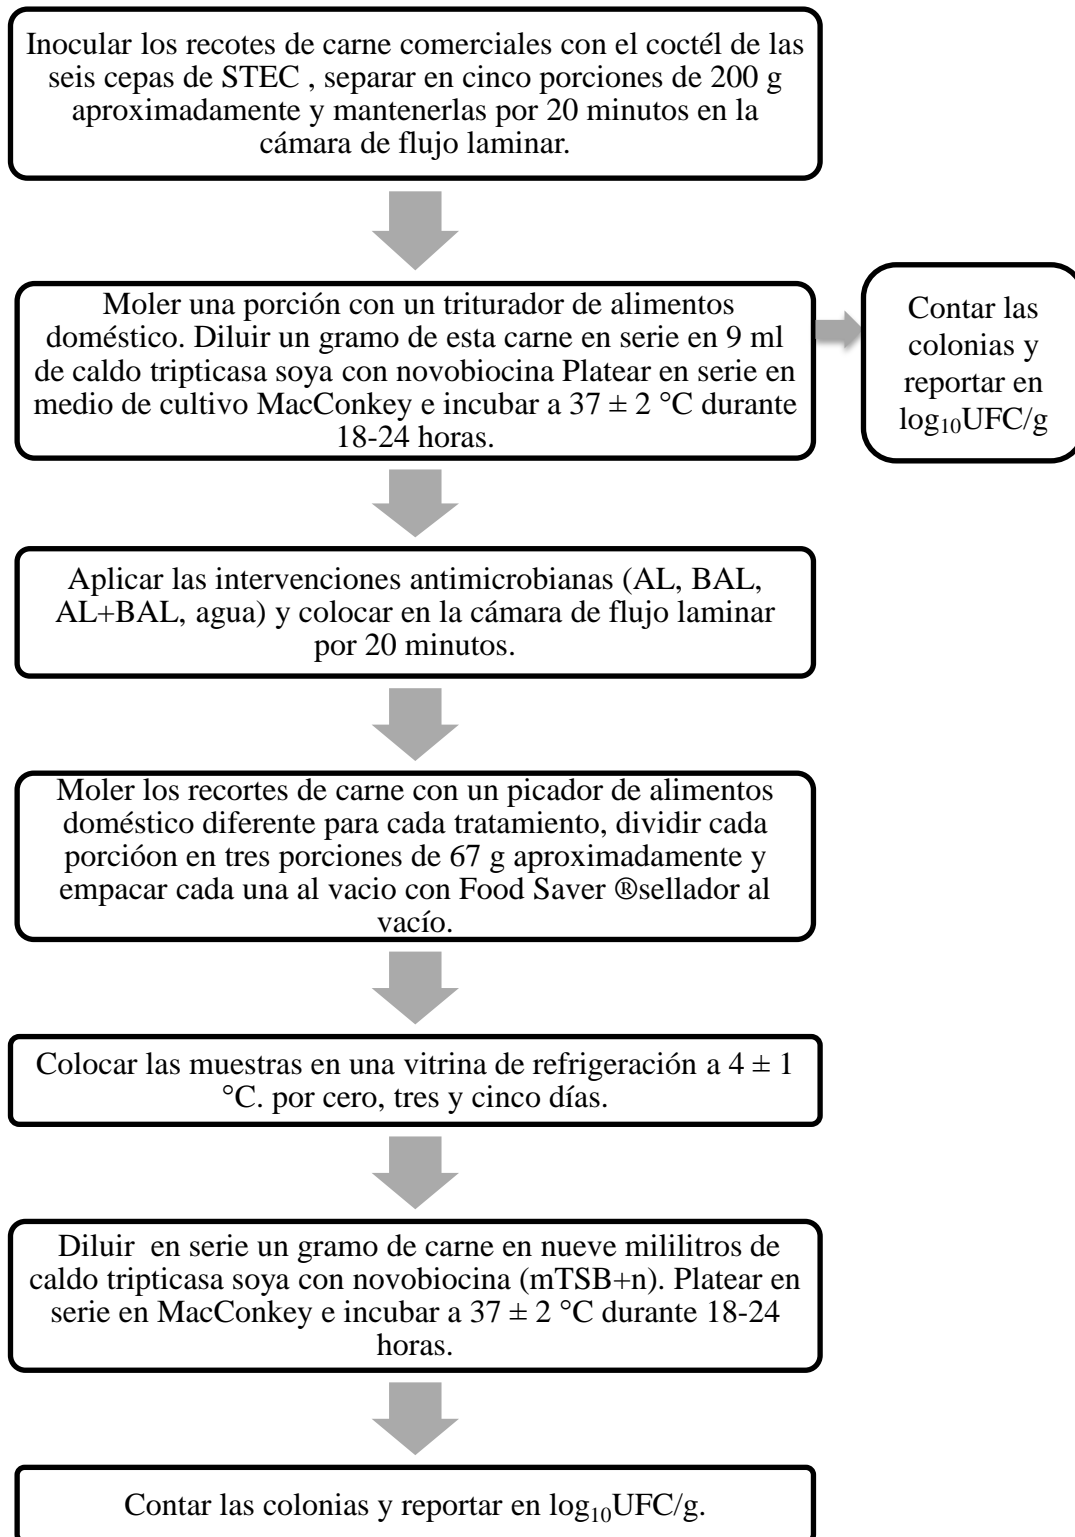 Inocular los recotes de carne comerciales con el coctél de las
seis cepas de STEC , separar en cinco porciones de 200 g
aproximadamente y mantenerlas por 20 minutos en la
cámara de flujo laminar.
Moler una porción con un triturador de alimentos
doméstico. Diluir un gramo de esta carne en serie en 9 ml
de caldo tripticasa soya con novobiocina Platear en serie en
medio de cultivo MacConkey e incubar a 37 ± 2 °C durante
18-24 horas.
Contar las
colonias y
reportar en
log₁₀UFC/g
Aplicar las intervenciones antimicrobianas (AL, BAL,
AL+BAL, agua) y colocar en la cámara de flujo laminar
por 20 minutos.
Moler los recortes de carne con un picador de alimentos
doméstico diferente para cada tratamiento, dividir cada
porcióon en tres porciones de 67 g aproximadamente y
empacar cada una al vacio con Food Saver ®sellador al
vacío.
Colocar las muestras en una vitrina de refrigeración a 4 ± 1
°C. por cero, tres y cinco días.
Diluir en serie un gramo de carne en nueve mililitros de
caldo tripticasa soya con novobiocina (mTSB+n). Platear en
serie en MacConkey e incubar a 37 ± 2 °C durante 18-24
horas.
Contar las colonias y reportar en log₁₀UFC/g.